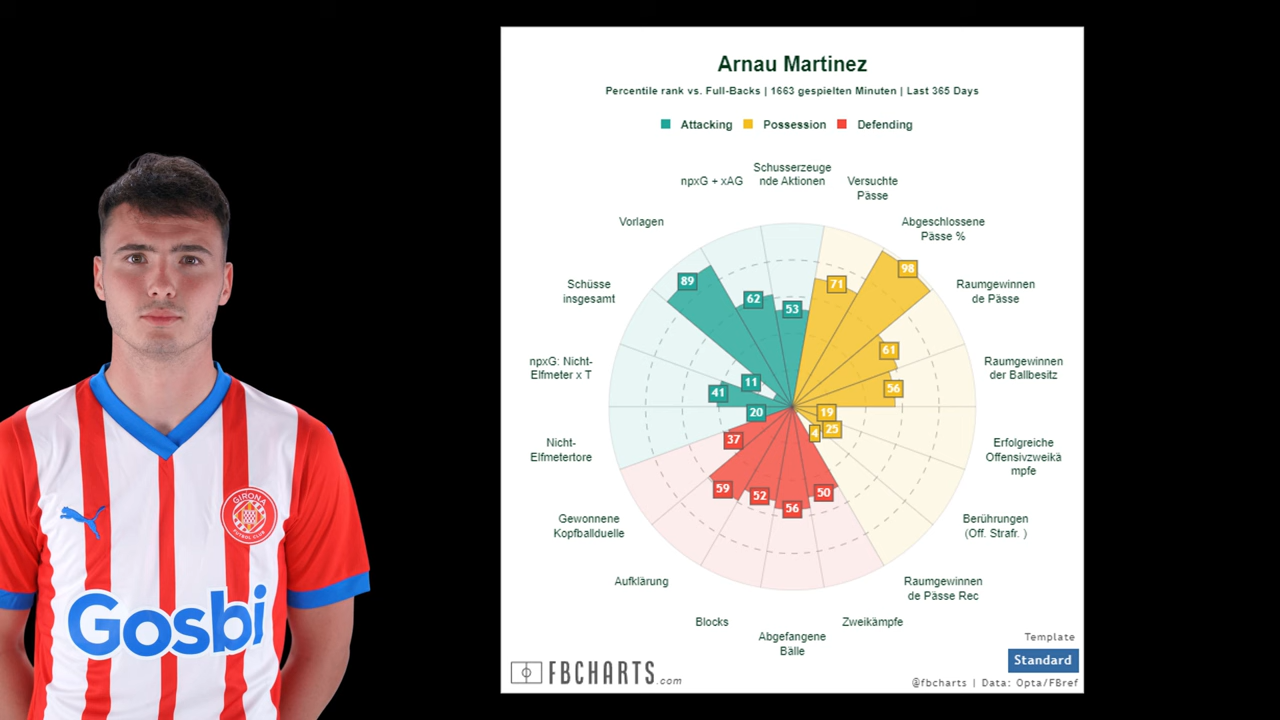 Arnau Martinez
Percentile rank vs. Full-Backs | 1663 gespielten Minuten | Last 365 Days
Attacking Possession Defending
Schusserzeuge
nde Aktionen
npxG + xAG
Versuchte
Pässe
Vorlagen
Abgeschlossene
Pässe %
Schüsse
insgesamt
Raumgewinnen
de Pässe
npxG: Nicht-
Elfmeter x T
Raumgewinnen
der Ballbesitz
Nicht-
Elfmetertore
Erfolgreiche
Offensivzweikä
mpfe
Gewonnene
Kopfballduelle
Berührungen
(Off. Strafr. )
Aufklärung
Raumgewinnen
de Pässe Rec
Blocks
Zweikämpfe
Abgefangene
Bälle
89
62
53
71
98
61
56
19
25
4
50
56
52
59
37
20
41
11
Template
Standard
FBCHARTS.com
@fbcharts | Data: Opta/FBref
GIRONA
FUTBOL CLUB
Gosbi